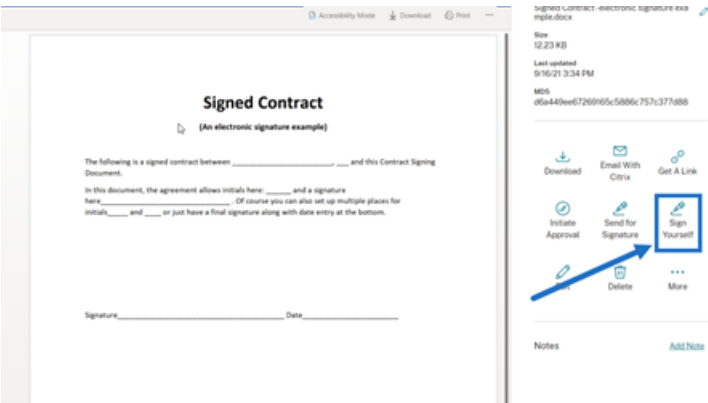 Accessibility Mode Download Print ...
Signed Contract
(An electronic signature example)
The following is a signed contract between ______________________, ___ and this Contract Signing
Document.
In this document, the agreement allows initials here: ______ and a signature
here______________________________ . Of course you can also set up multiple places for
initials_____ and ____ or just have a final signature along with date entry at the bottom.
Signature______________________________________ Date______________________
Signed Contract -electronic signature exa
mple.docx
Size
12.23 KB
Last updated
9/16/21 3:34 PM
MD5
d6a449ee67269165c5886c757c377d88
Download
Email With
Citrix
Get A Link
Initiate
Approval
Send for
Signature
Sign
Yourself
Delete
More
Notes
Add Note